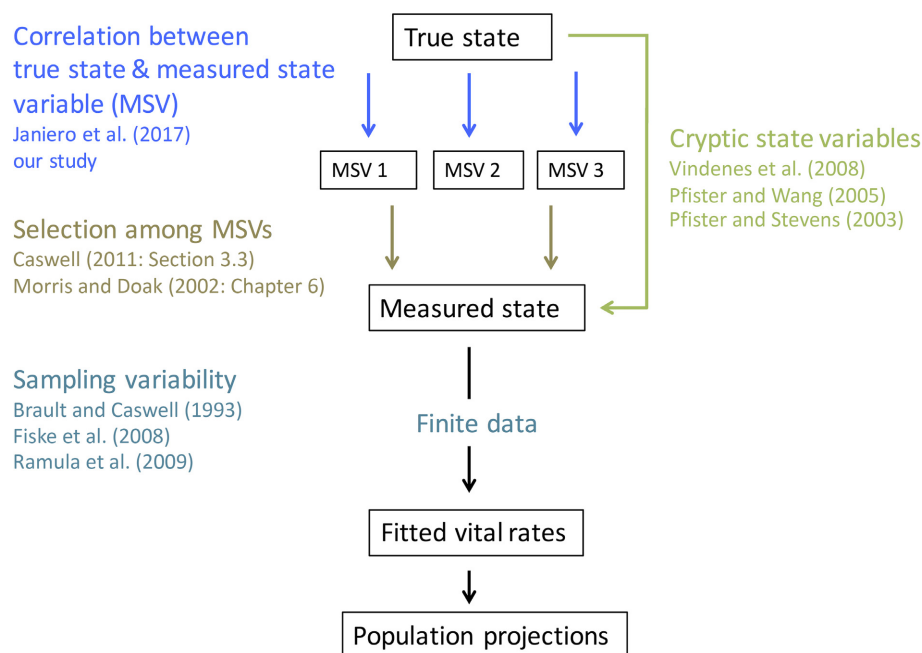 Correlation between
true state & measured state
variable (MSV)
Janiero et al. (2017)
our study
True state
MSV 1
MSV 2
MSV 3
Cryptic state variables
Vindenes et al. (2008)
Pfister and Wang (2005)
Pfister and Stevens (2003)
Selection among MSVs
Caswell (2011: Section 3.3)
Morris and Doak (2002: Chapter 6)
Measured state
Sampling variability
Brault and Caswell (1993)
Fiske et al. (2008)
Ramula et al. (2009)
Finite data
Fitted vital rates
Population projections